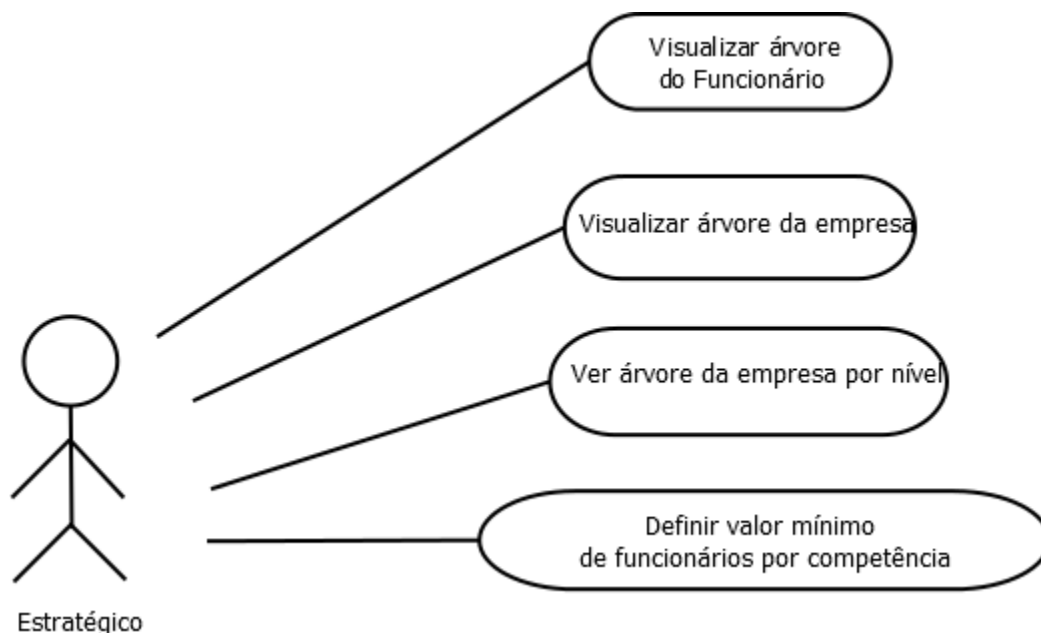 Visualizar árvore
do Funcionário
Visualizar árvore da empresa
Ver árvore da empresa por nível
Definir valor mínimo
de funcionários por competência
Estratégico